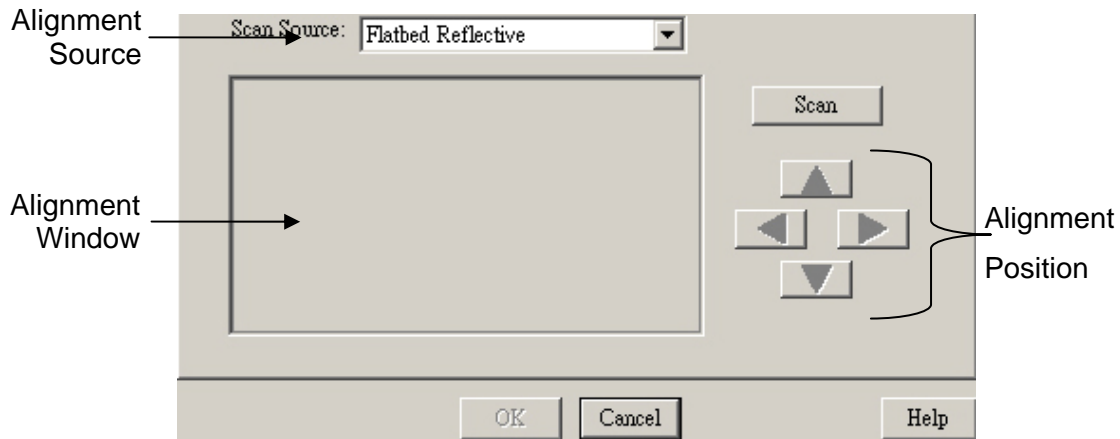 Alignment
Source
Scan Source:
Flatbed Reflective
Scan
Alignment
Window
Alignment
Position
OK
Cancel
Help